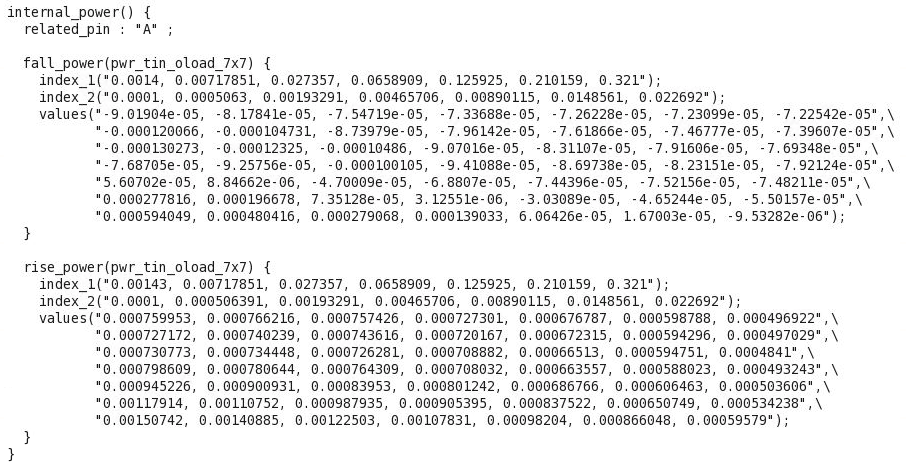 internal_power() {
  related_pin : "A" ;

  fall_power(pwr_tin_oload_7x7) {
    index_1("0.0014, 0.00717851, 0.027357, 0.0658909, 0.125925, 0.210159, 0.321");
    index_2("0.0001, 0.0005063, 0.00193291, 0.00465706, 0.00890115, 0.0148561, 0.022692");
    values("-9.01904e-05, -8.17841e-05, -7.54719e-05, -7.33688e-05, -7.26228e-05, -7.23099e-05, -7.22542e-05",\
           "-0.000120066, -0.000104731, -8.73979e-05, -7.96142e-05, -7.61866e-05, -7.46777e-05, -7.39607e-05",\
           "-0.000130273, -0.00012325, -0.00010486, -9.07016e-05, -8.31107e-05, -7.91606e-05, -7.69348e-05",\
           "-7.68705e-05, -9.25756e-05, -0.000100105, -9.41088e-05, -8.69738e-05, -8.23151e-05, -7.92124e-05",\
           "5.60702e-05, 8.84662e-06, -4.70009e-05, -6.8807e-05, -7.44396e-05, -7.52156e-05, -7.48211e-05",\
           "0.000277816, 0.000196678, 7.35128e-05, 3.12551e-06, -3.03089e-05, -4.65244e-05, -5.50157e-05",\
           "0.000594049, 0.000480416, 0.000279068, 0.000139033, 6.06426e-05, 1.67003e-05, -9.53282e-06");
  }

  rise_power(pwr_tin_oload_7x7) {
    index_1("0.00143, 0.00717851, 0.027357, 0.0658909, 0.125925, 0.210159, 0.321");
    index_2("0.0001, 0.000506391, 0.00193291, 0.00465706, 0.00890115, 0.0148561, 0.022692");
    values("0.000759953, 0.000766216, 0.000757426, 0.000727301, 0.000676787, 0.000598788, 0.000496922",\
           "0.000727172, 0.000740239, 0.000743616, 0.000720167, 0.000672315, 0.000594296, 0.000497029",\
           "0.000730773, 0.000734448, 0.000726281, 0.000708882, 0.00066513, 0.000594751, 0.0004841",\
           "0.000798609, 0.000780644, 0.000764309, 0.000708032, 0.000663557, 0.000588023, 0.000493243",\
           "0.000945226, 0.000900931, 0.00083953, 0.000801242, 0.000686766, 0.000606463, 0.000503606",\
           "0.00117914, 0.00110752, 0.000987935, 0.000905395, 0.000837522, 0.000650749, 0.000534238",\
           "0.00150742, 0.00140885, 0.00122503, 0.00107831, 0.00098204, 0.000866048, 0.00059579");
  }
}